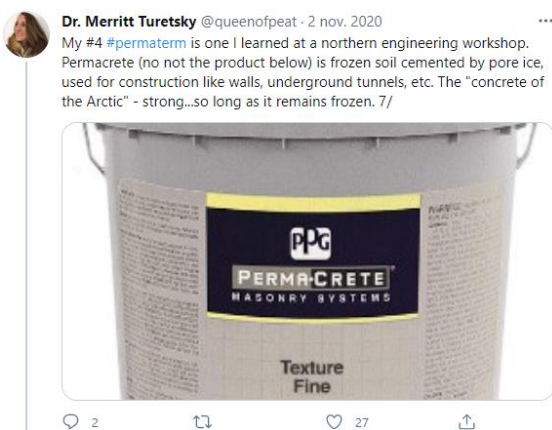 Dr. Merritt Turetsky @queenofpeat · 2 nov. 2020
My #4 #permaterm is one I learned at a northern engineering workshop.
Permacrete (no not the product below) is frozen soil cemented by pore ice,
used for construction like walls, underground tunnels, etc. The "concrete of
the Arctic" - strong...so long as it remains frozen. 7/
PPG
PERMA-CRETE
MASONRY SYSTEMS
Texture
Fine
2
27